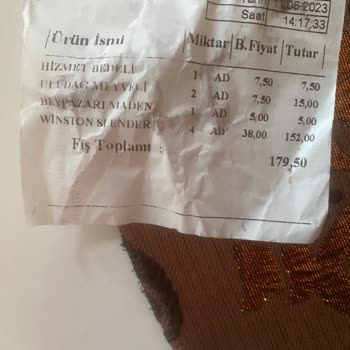 Tarih 11.06.2023
Saat 14:17:33
Ürün İsmi Miktar B.Fiyat Tutar
HİZMET BEDELİ 1 AD 7,50 7,50
ULUDAG MEYVELİ 2 AD 7,50 15,00
BEYPAZARI MADEN 1 AD 5,00 5,00
WINSTON SLENDER 4 AD 38,00 152,00
Fiş Toplamı : 179,50